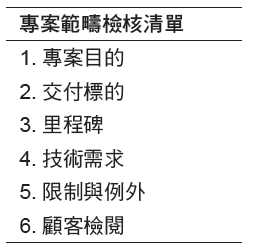 專案範疇檢核清單
1. 專案目的
2. 交付標的
3. 里程碑
4. 技術需求
5. 限制與例外
6. 顧客檢閱